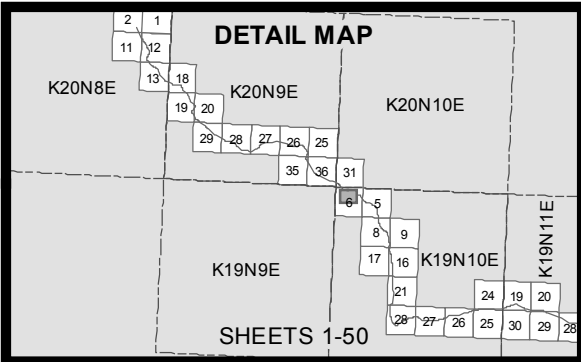 2 1
DETAIL MAP
11 12
K20N8E
13 18
K20N9E
K20N10E
19 20
29 28 27 26 25
35 36 31
6 5
8 9
K19N11E
17 16
K19N9E
K19N10E
21
24 19 20
28 27 26 25 30 29 28
SHEETS 1-50